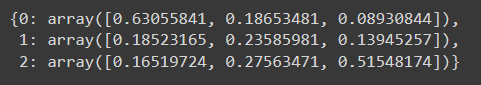 {0: array([0.63055841, 0.18653481, 0.08930844]),
 1: array([0.18523165, 0.23585981, 0.13945257]),
 2: array([0.16519724, 0.27563471, 0.51548174])}